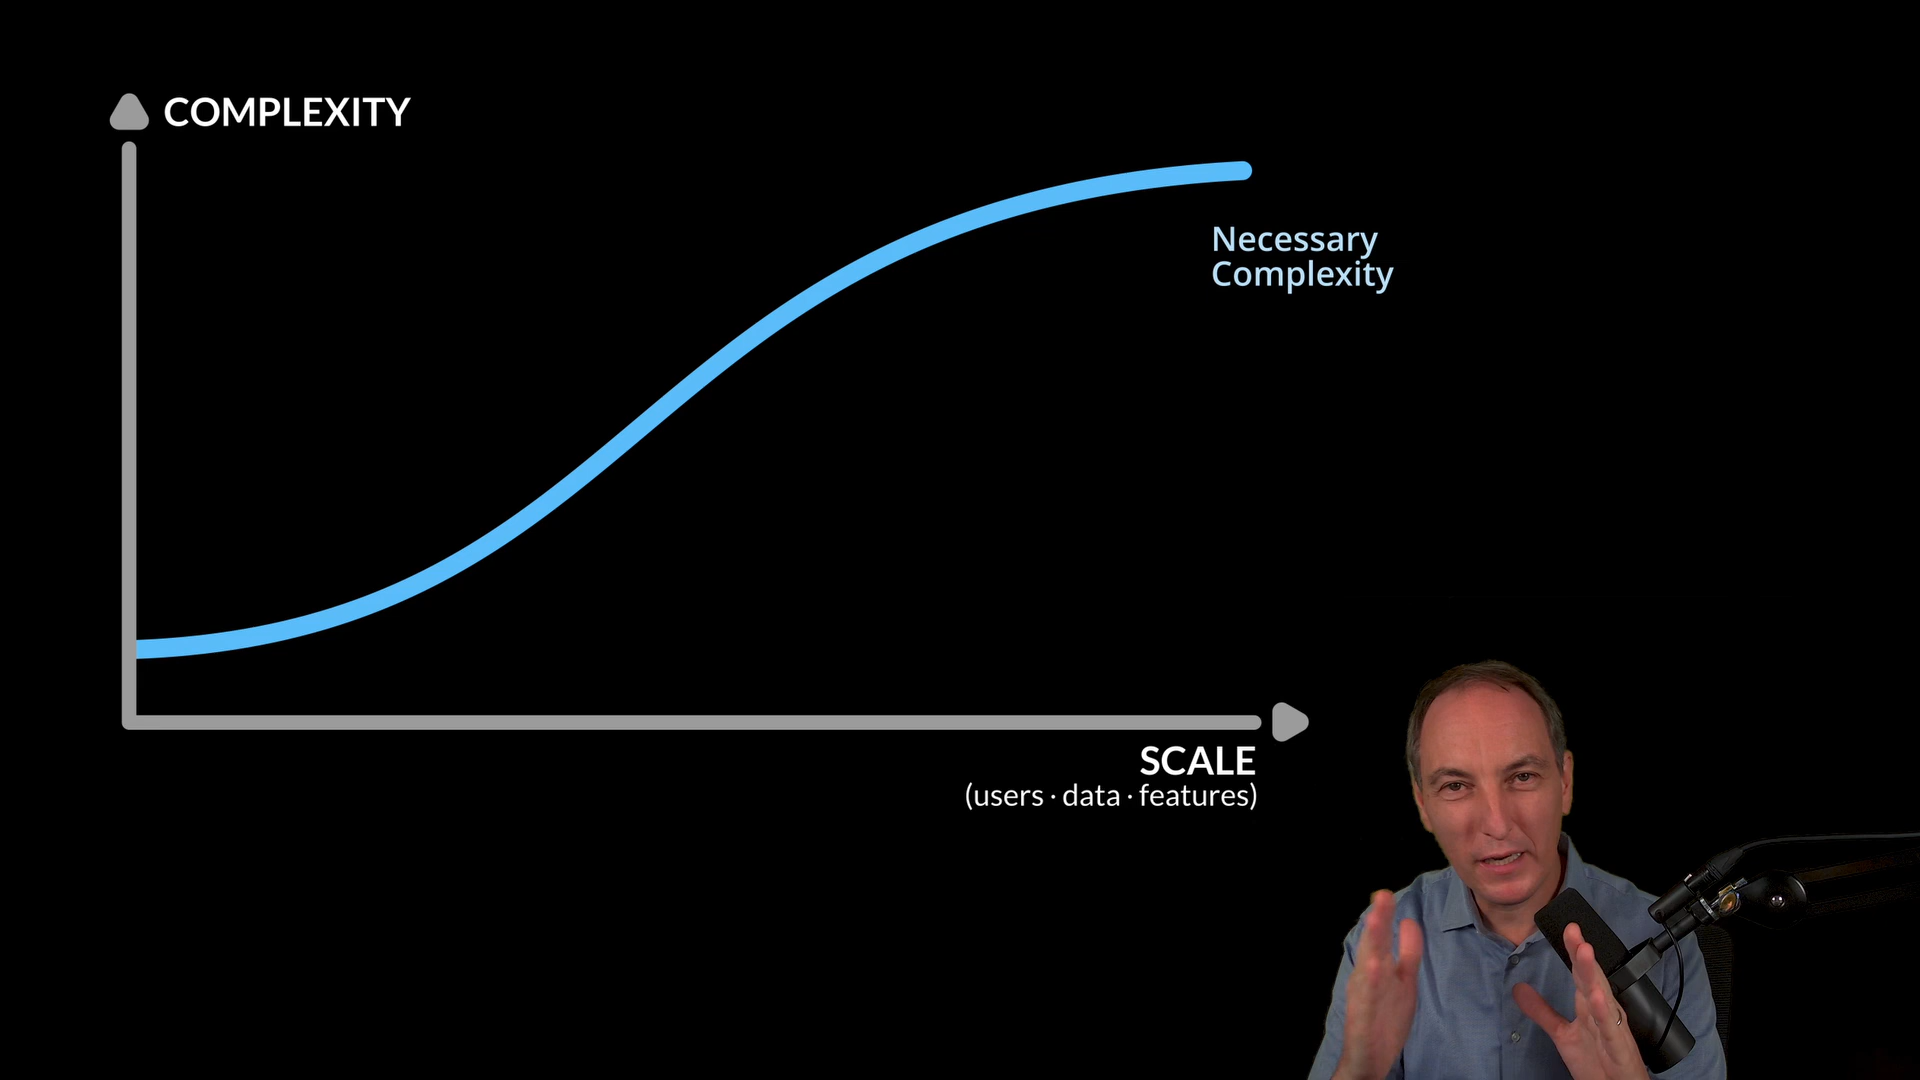 COMPLEXITY
Necessary
Complexity
SCALE
(users · data · features)